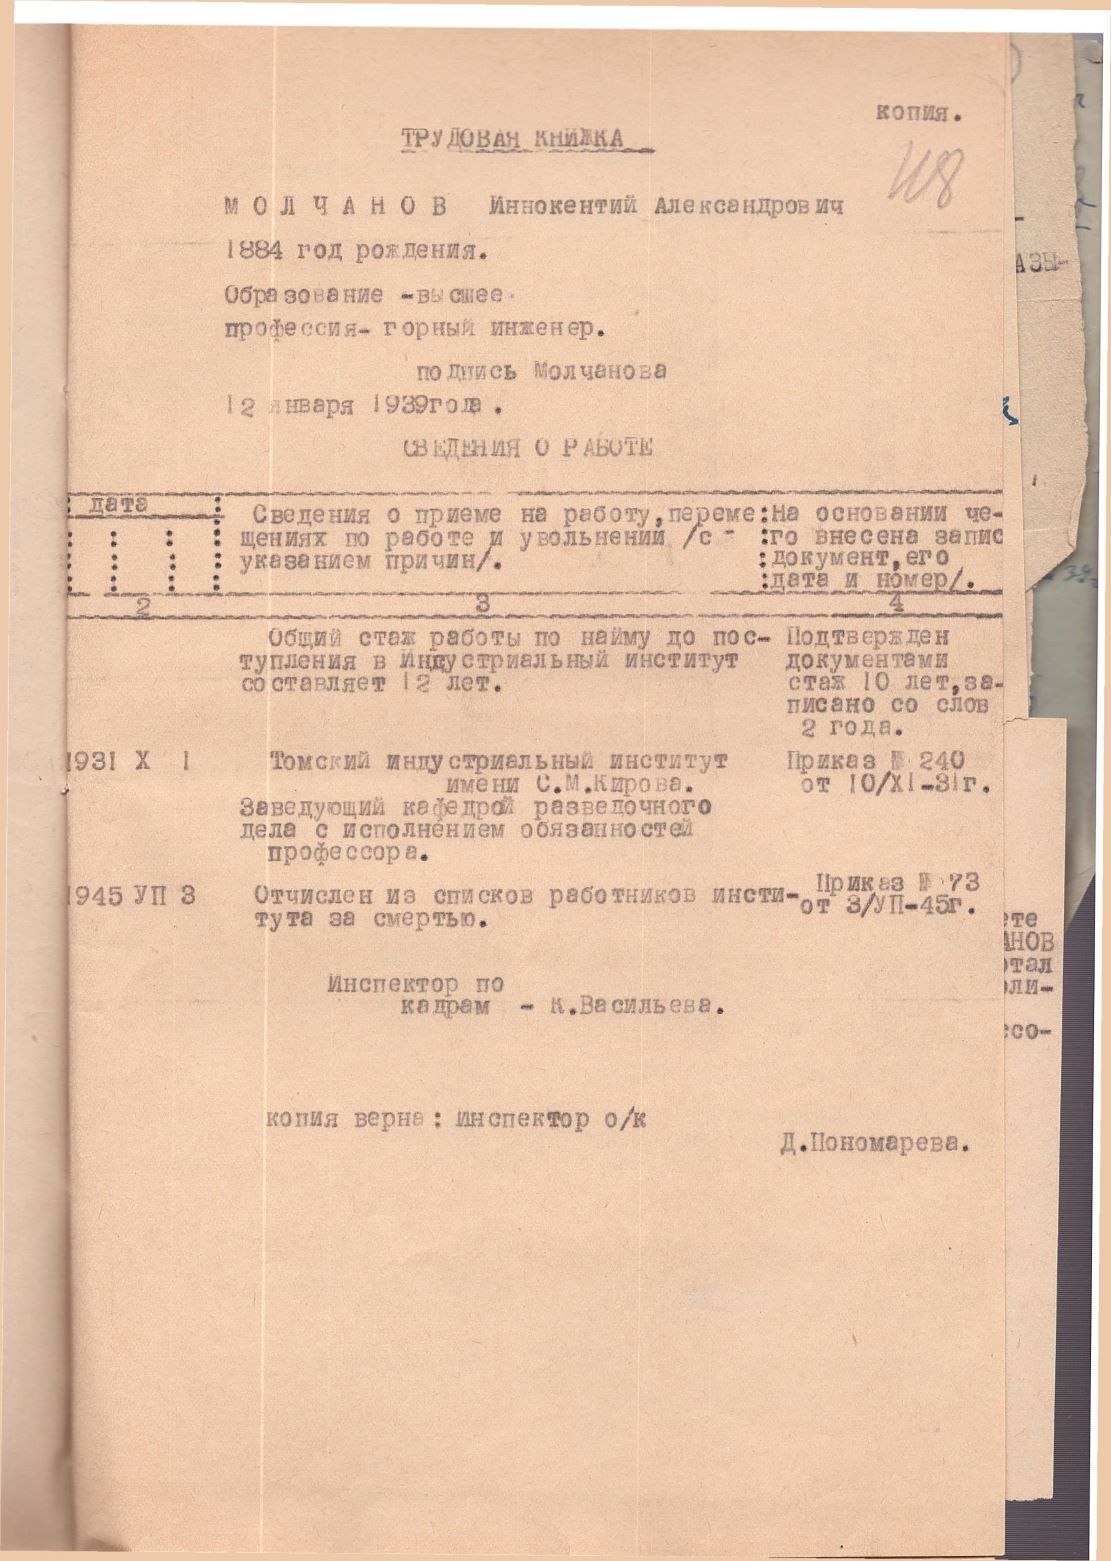 копия.
ТРУДОВАЯ КНИЖКА
118
М О Л Ч А Н О В Иннокентий Александрович
1884 год рождения.
АЗЫ-
Образование -высшее
профессия- горный инженер.
подпись Молчанова
12 января 1939года.
СВЕДЕНИЯ О РАБОТЕ
: дата :
Сведения о приеме на работу,переме:На основании че-
щениях по работе и увольнении /с - :го внесена запис
указанием причин/. :документ,его
:дата и номер/.
2 3 4
Общий стаж работы по найму до пос- Подтвержден
тупления в Индустриальный институт документами
составляет 12 лет. стаж 10 лет,за-
писано со слов
2 года.
1931 X 1 Томский индустриальный институт Приказ № 240
имени С.М.Кирова. от 10/XI-31г.
Заведующий кафедрой разведочного
дела с исполнением обязанностей
профессора.
1945 УП 3 Отчислен из списков работников инсти- Приказ № 73
тута за смертью. от 3/УП-45г.
ете
АНОВ
отал
оли-
ссо-
Инспектор по
кадрам - К.Васильева.
копия верна: инспектор о/к
Д.Пономарева.